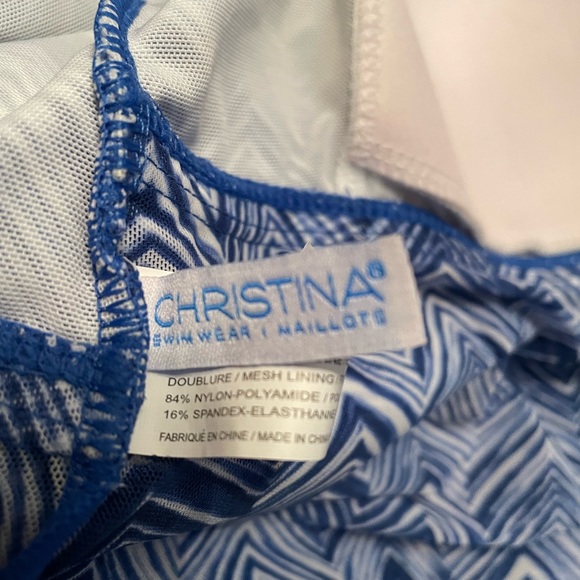 CHRISTINA®
SWIMWEAR | MAILLOTS
DOUBLURE / MESH LINING /
84% NYLON-POLYAMIDE /
16% SPANDEX-ELASTHANNE
FABRIQUÉ EN CHINE / MADE IN CHINA